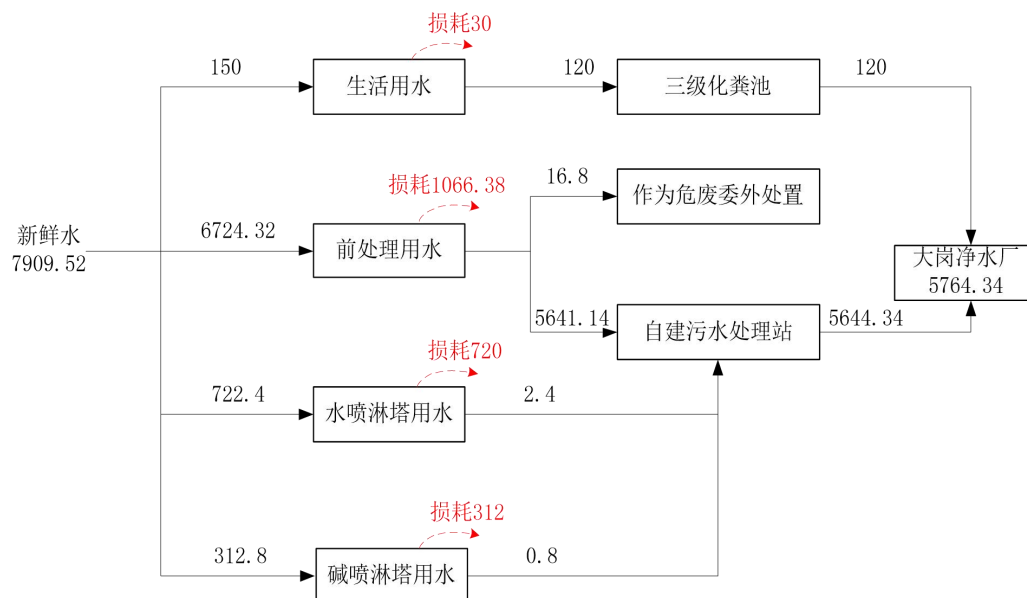 损耗30
150
生活用水
120
三级化粪池
120
损耗1066.38
16.8
作为危废委外处置
新鲜水
7909.52
6724.32
前处理用水
大岗净水厂
5764.34
5641.14
自建污水处理站
5644.34
损耗720
722.4
水喷淋塔用水
2.4
损耗312
312.8
碱喷淋塔用水
0.8